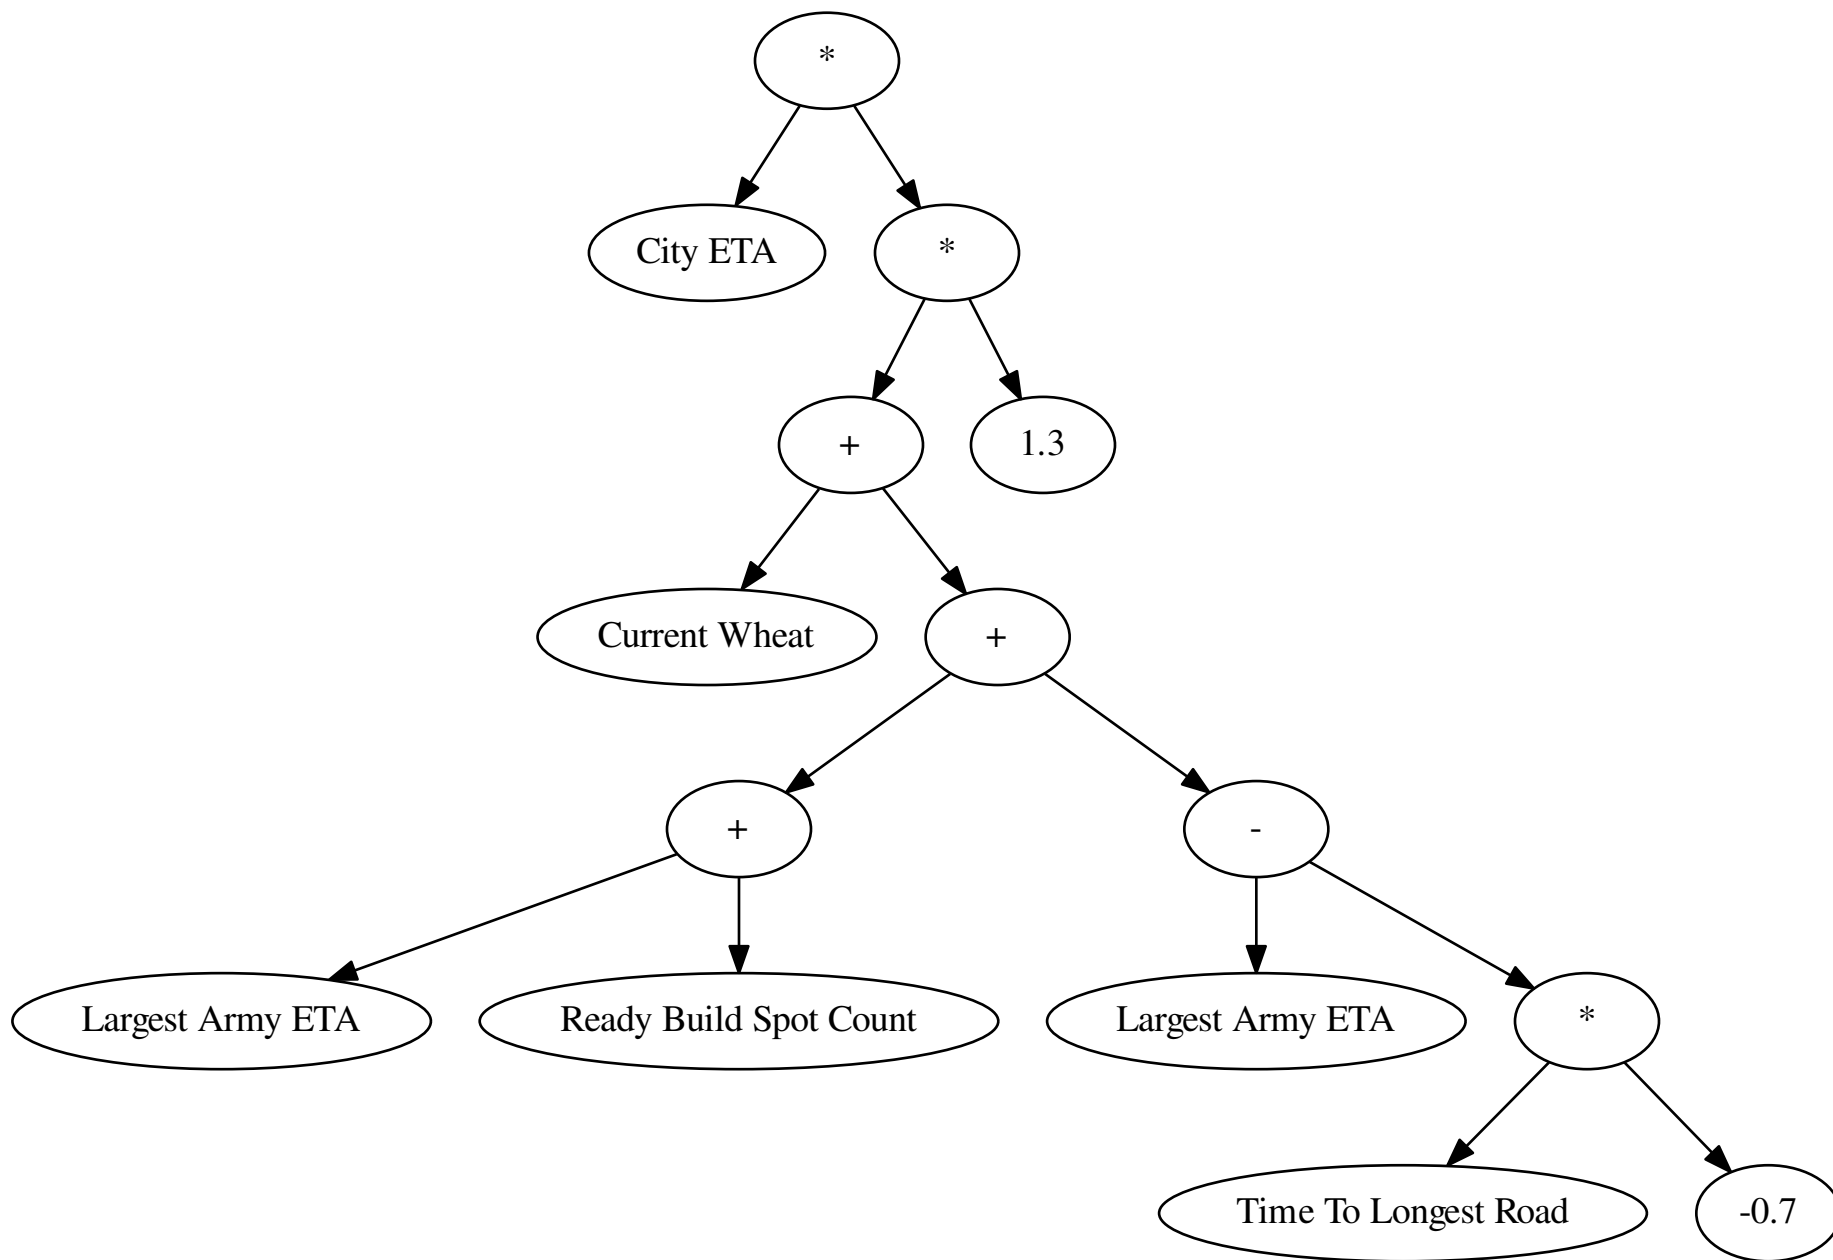 *
City ETA
*
+
1.3
Current Wheat
+
+
-
Largest Army ETA
Ready Build Spot Count
Largest Army ETA
*
Time To Longest Road
-0.7